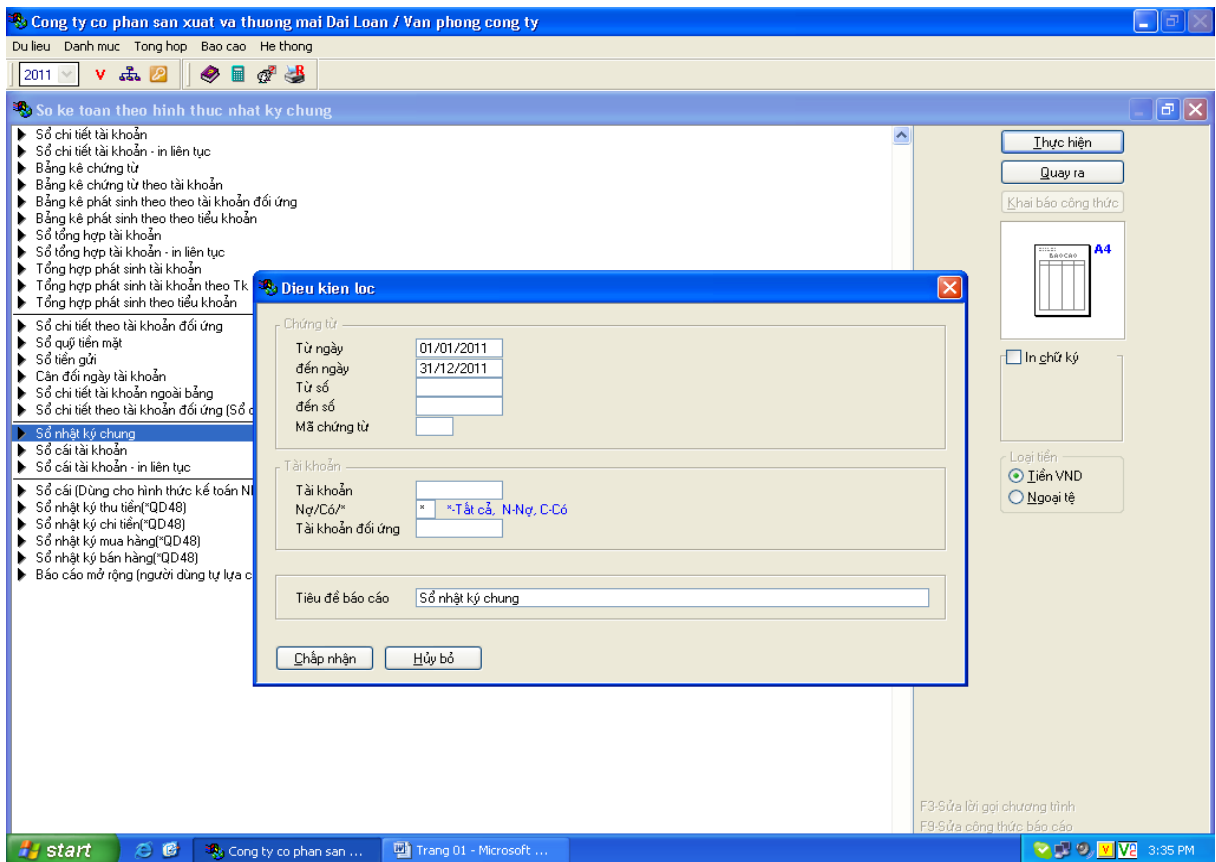 Cong ty co phan san xuat va thuong mai Dai Loan / Van phong cong ty
Du lieu Danh muc Tong hop Bao cao He thong
2011
So ke toan theo hinh thuc nhat ky chung
Sổ chi tiết tài khoản
Sổ chi tiết tài khoản - in liên tục
Bảng kê chứng từ
Bảng kê chứng từ theo tài khoản
Bảng kê phát sinh theo theo tài khoản đối ứng
Bảng kê phát sinh theo theo tiểu khoản
Sổ tổng hợp tài khoản
Sổ tổng hợp tài khoản - in liên tục
Tổng hợp phát sinh tài khoản
Tổng hợp phát sinh tài khoản theo Tk
Tổng hợp phát sinh theo tiểu khoản
Sổ chi tiết theo tài khoản đối ứng
Sổ quỹ tiền mặt
Sổ tiền gửi
Cân đối ngày tài khoản
Sổ chi tiết tài khoản ngoài bảng
Sổ chi tiết theo tài khoản đối ứng (Sổ c
Sổ nhật ký chung
Sổ cái tài khoản
Sổ cái tài khoản - in liên tục
Sổ cái (Dùng cho hình thức kế toán N
Sổ nhật ký thu tiền(*QD48)
Sổ nhật ký chi tiền(*QD48)
Sổ nhật ký mua hàng(*QD48)
Sổ nhật ký bán hàng(*QD48)
Báo cáo mở rộng (người dùng tự lựa c
Dieu kien loc
Chứng từ
Từ ngày 01/01/2011
đến ngày 31/12/2011
Từ số
đến số
Mã chứng từ
Tài khoản
Tài khoản
Nợ/Có/* * *-Tất cả, N-Nợ, C-Có
Tài khoản đối ứng
Tiêu đề báo cáo Sổ nhật ký chung
Chấp nhận Hủy bỏ
Thực hiện
Quay ra
Khai báo công thức
BAOCAO A4
In chữ ký
Loại tiền
Tiền VND
Ngoại tệ
F3-Sửa lời gọi chương trình
F9-Sửa công thức báo cáo
start Cong ty co phan san ... Trang 01 - Microsoft ... 3:35 PM